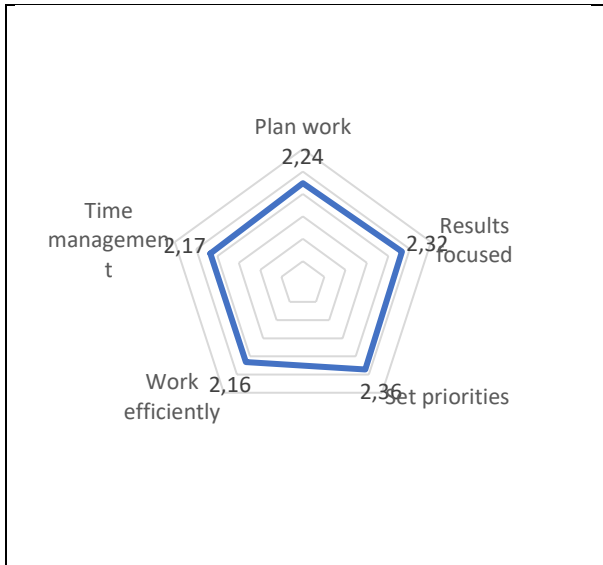 Plan work
2,24
Results
focused
2,32
Time
managemen
t
2,17
Work
efficiently
2,16
Set priorities
2,36